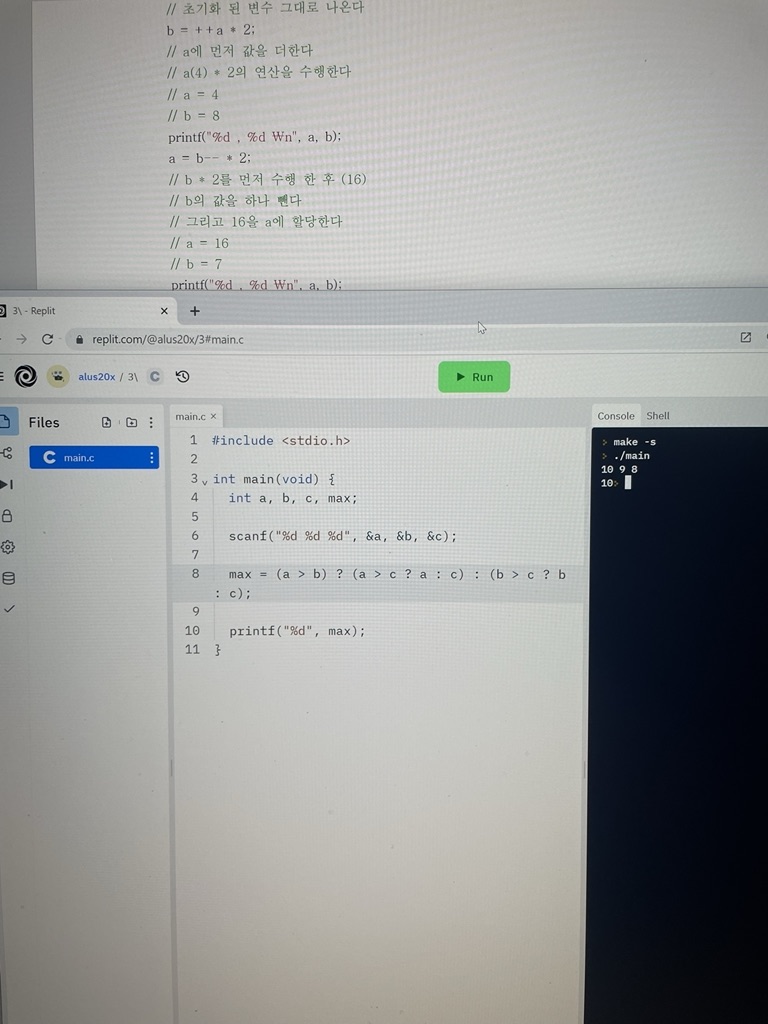 // 초기화 된 변수 그대로 나온다
b = ++a * 2;
// a에 먼저 값을 더한다
// a(4) * 2의 연산을 수행한다
// a = 4
// b = 8
printf("%d , %d ₩n", a, b);
a = b-- * 2;
// b * 2를 먼저 수행 한 후 (16)
// b의 값을 하나 뺀다
// 그리고 16을 a에 할당한다
// a = 16
// b = 7
printf("%d , %d ₩n", a, b);
3\ - Replit × +
replit.com/@alus20x/3#main.c
alus20x / 3\ C Run
Files main.c × Console Shell
C main.c
1 #include <stdio.h>
2
3 int main(void) {
4 int a, b, c, max;
5
6 scanf("%d %d %d", &a, &b, &c);
7
8 max = (a > b) ? (a > c ? a : c) : (b > c ? b
: c);
9
10 printf("%d", max);
11 }
> make -s
> ./main
10 9 8
10>